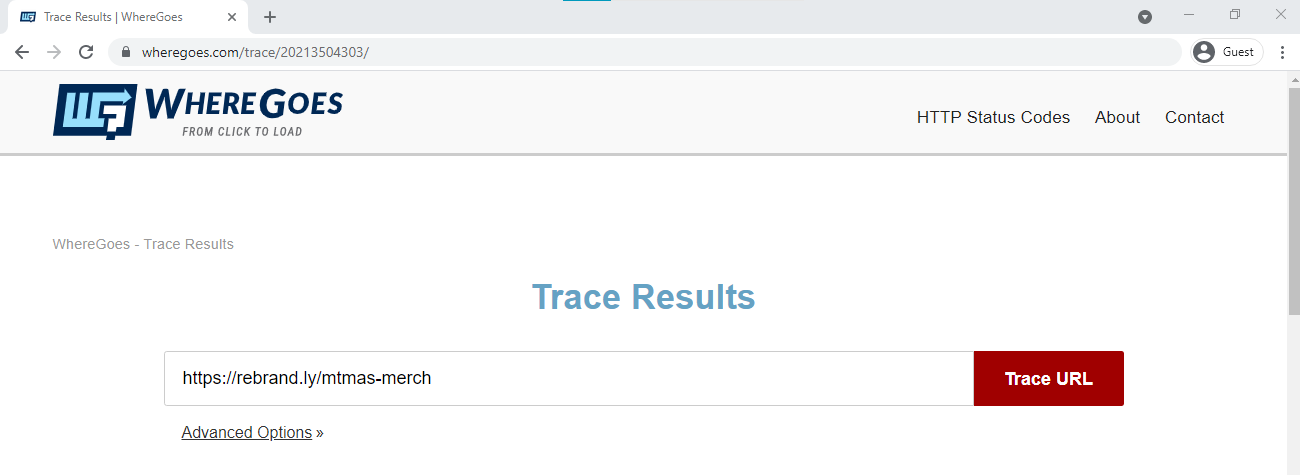 Trace Results | WhereGoes
wheregoes.com/trace/20213504303/
Guest
WG
WHEREGOES
FROM CLICK TO LOAD
HTTP Status Codes About Contact
WhereGoes - Trace Results
Trace Results
https://rebrand.ly/mtmas-merch
Trace URL
Advanced Options »